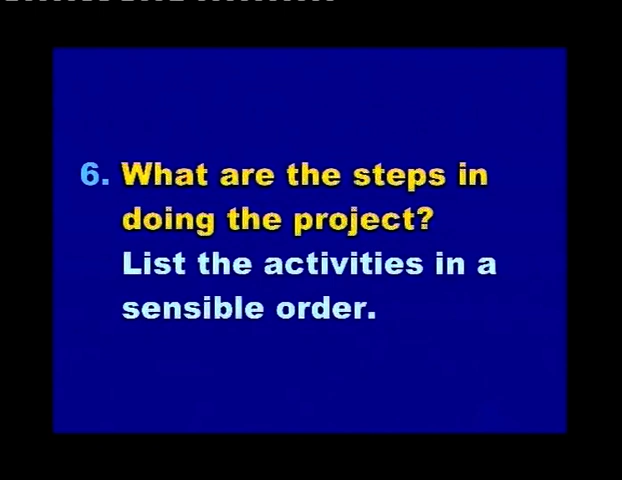 6. What are the steps in
doing the project?
List the activities in a
sensible order.